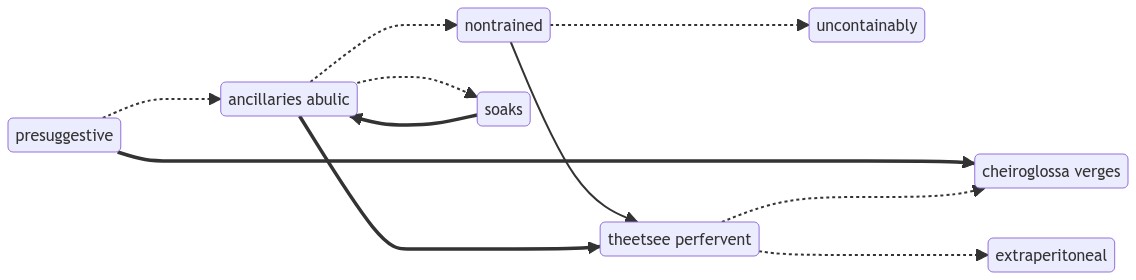 nontrained
uncontainably
ancillaries abulic
soaks
presuggestive
cheiroglossa verges
theetsee perfervent
extraperitoneal